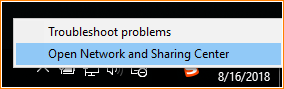 Troubleshoot problems
Open Network and Sharing Center
8/16/2018